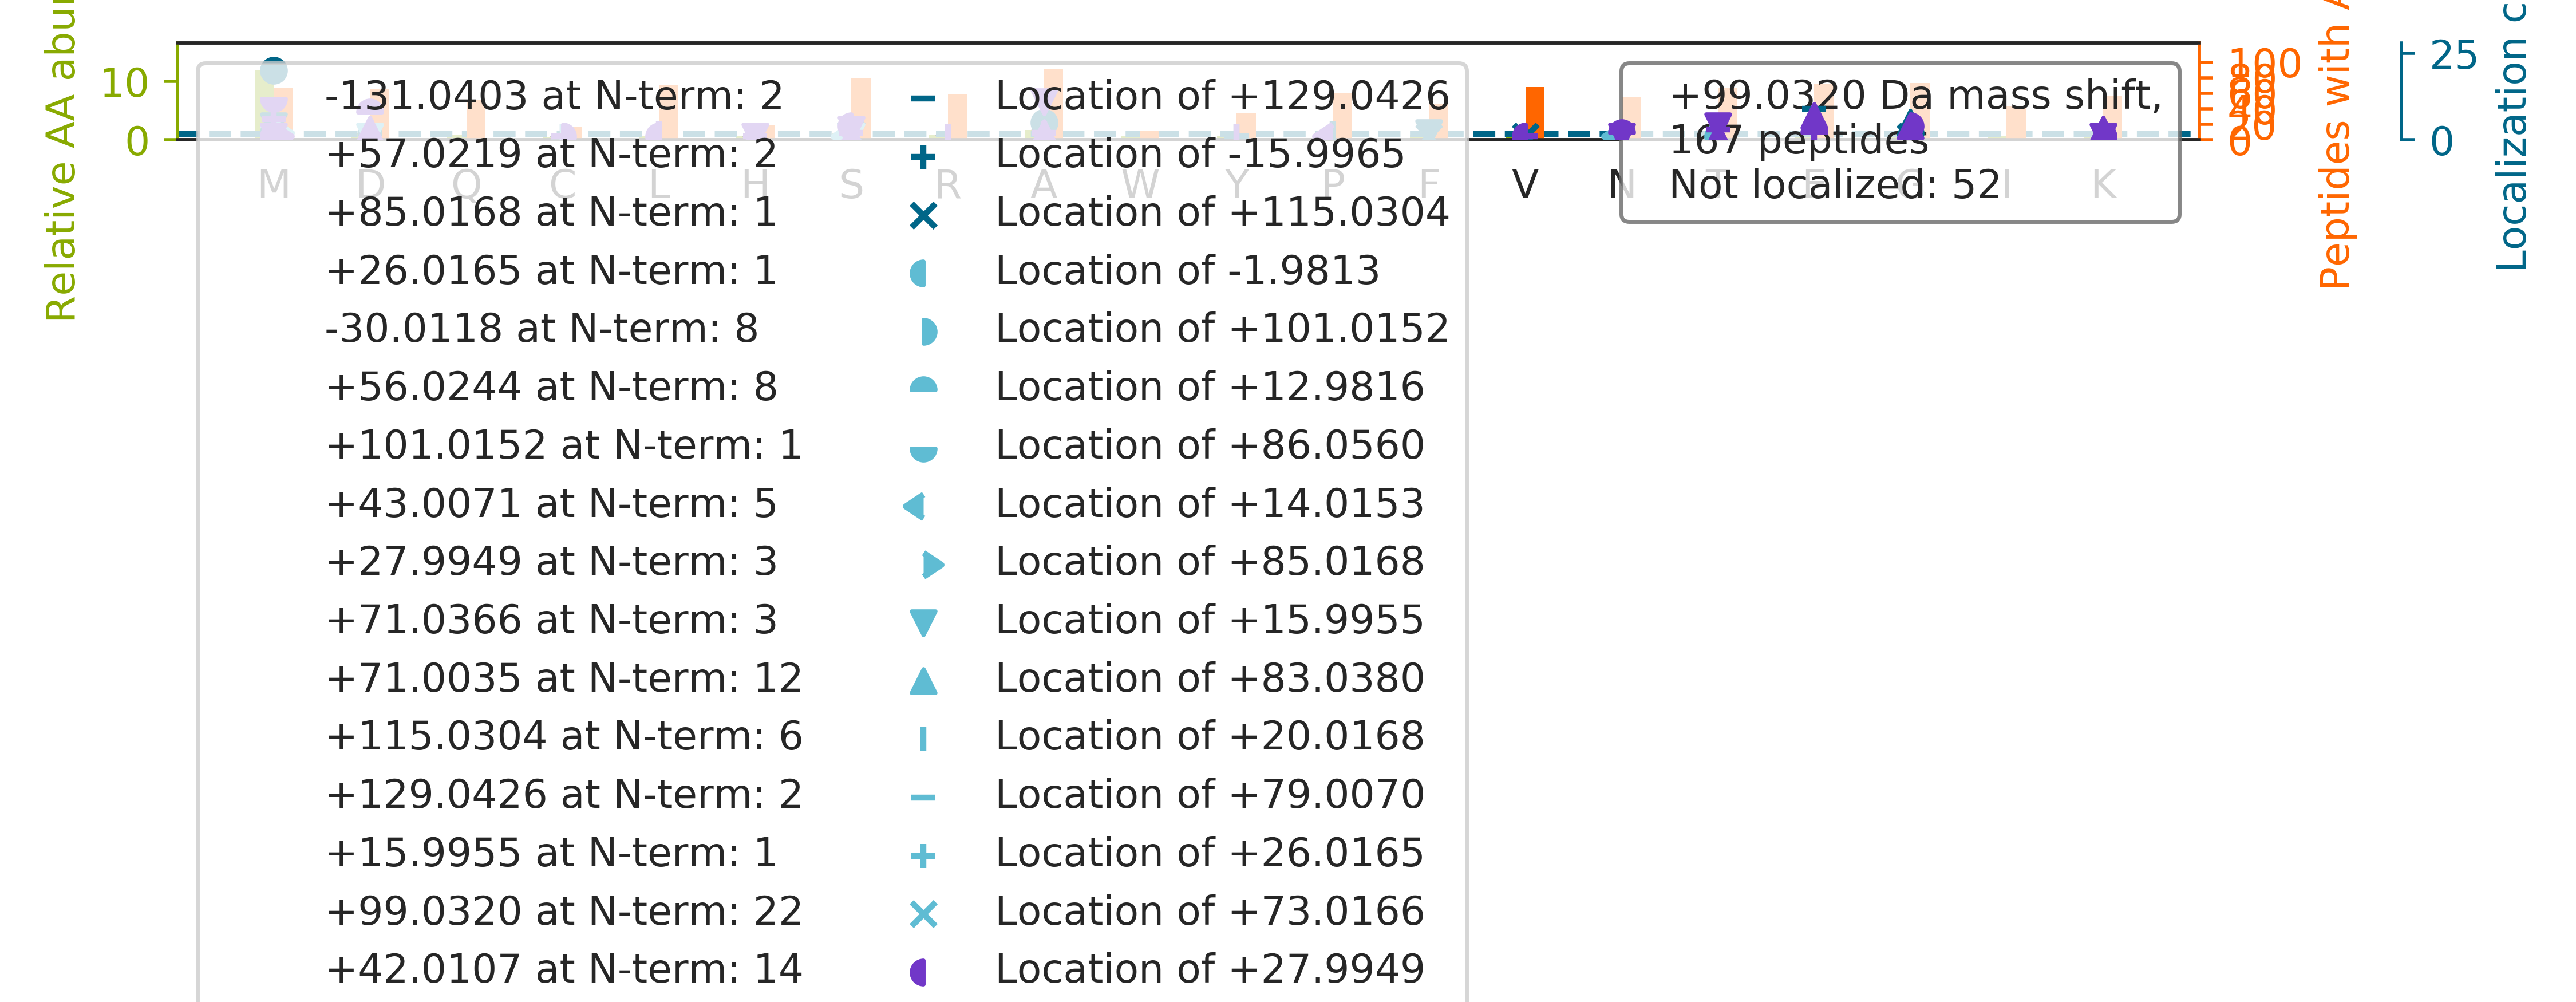 Relative AA abu
10
0
M D Q C L H S R A W Y P F V N T E G I K
-131.0403 at N-term: 2
+57.0219 at N-term: 2
+85.0168 at N-term: 1
+26.0165 at N-term: 1
-30.0118 at N-term: 8
+56.0244 at N-term: 8
+101.0152 at N-term: 1
+43.0071 at N-term: 5
+27.9949 at N-term: 3
+71.0366 at N-term: 3
+71.0035 at N-term: 12
+115.0304 at N-term: 6
+129.0426 at N-term: 2
+15.9955 at N-term: 1
+99.0320 at N-term: 22
+42.0107 at N-term: 14
Location of +129.0426
Location of -15.9965
Location of +115.0304
Location of -1.9813
Location of +101.0152
Location of +12.9816
Location of +86.0560
Location of +14.0153
Location of +85.0168
Location of +15.9955
Location of +83.0380
Location of +20.0168
Location of +79.0070
Location of +26.0165
Location of +73.0166
Location of +27.9949
+99.0320 Da mass shift,
167 peptides
Not localized: 52
100
80
60
40
20
0
Peptides with A
25
0
Localization c